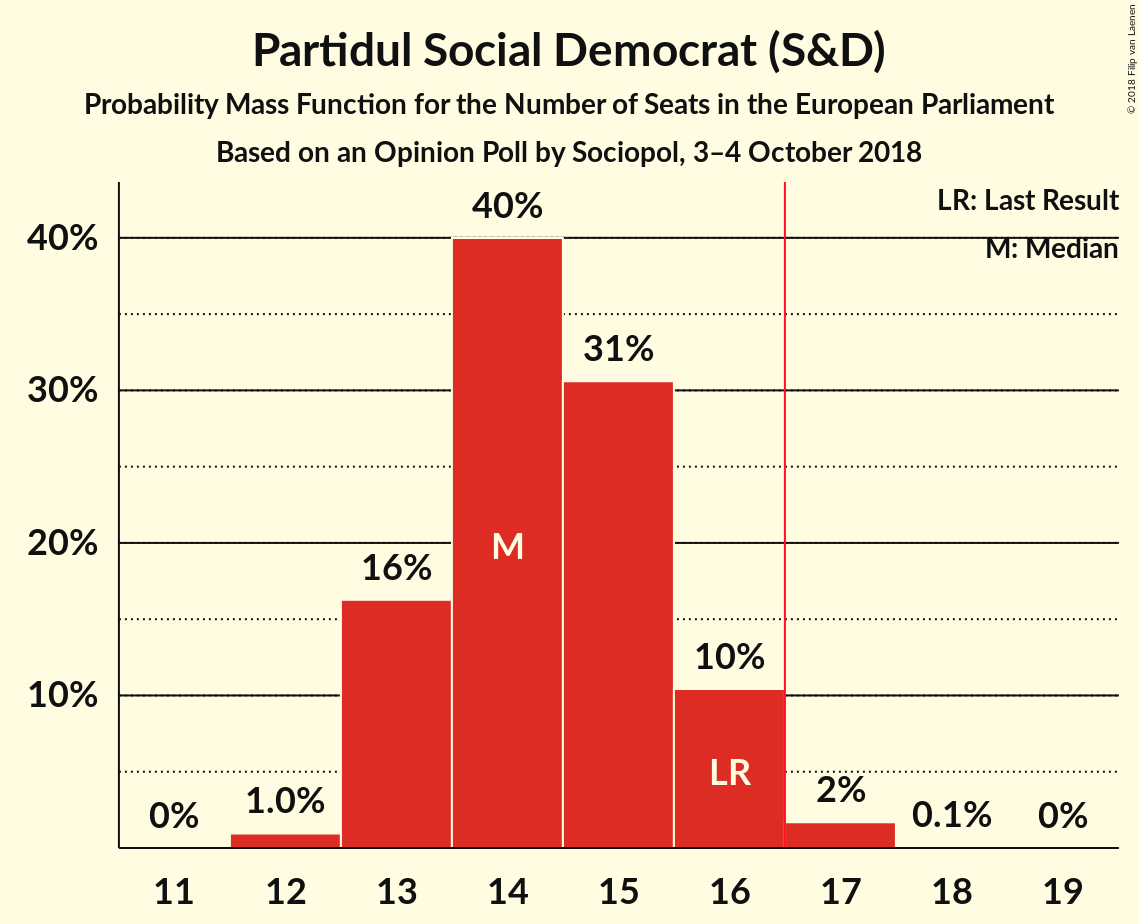 Partidul Social Democrat (S&D)
Probability Mass Function for the Number of Seats in the European Parliament
Based on an Opinion Poll by Sociopol, 3–4 October 2018
© 2018 Filip van Laenen
LR: Last Result
M: Median
40%
30%
20%
10%
0%
1.0%
16%
40%
31%
10%
2%
0.1%
0%
M
LR
11 12 13 14 15 16 17 18 19